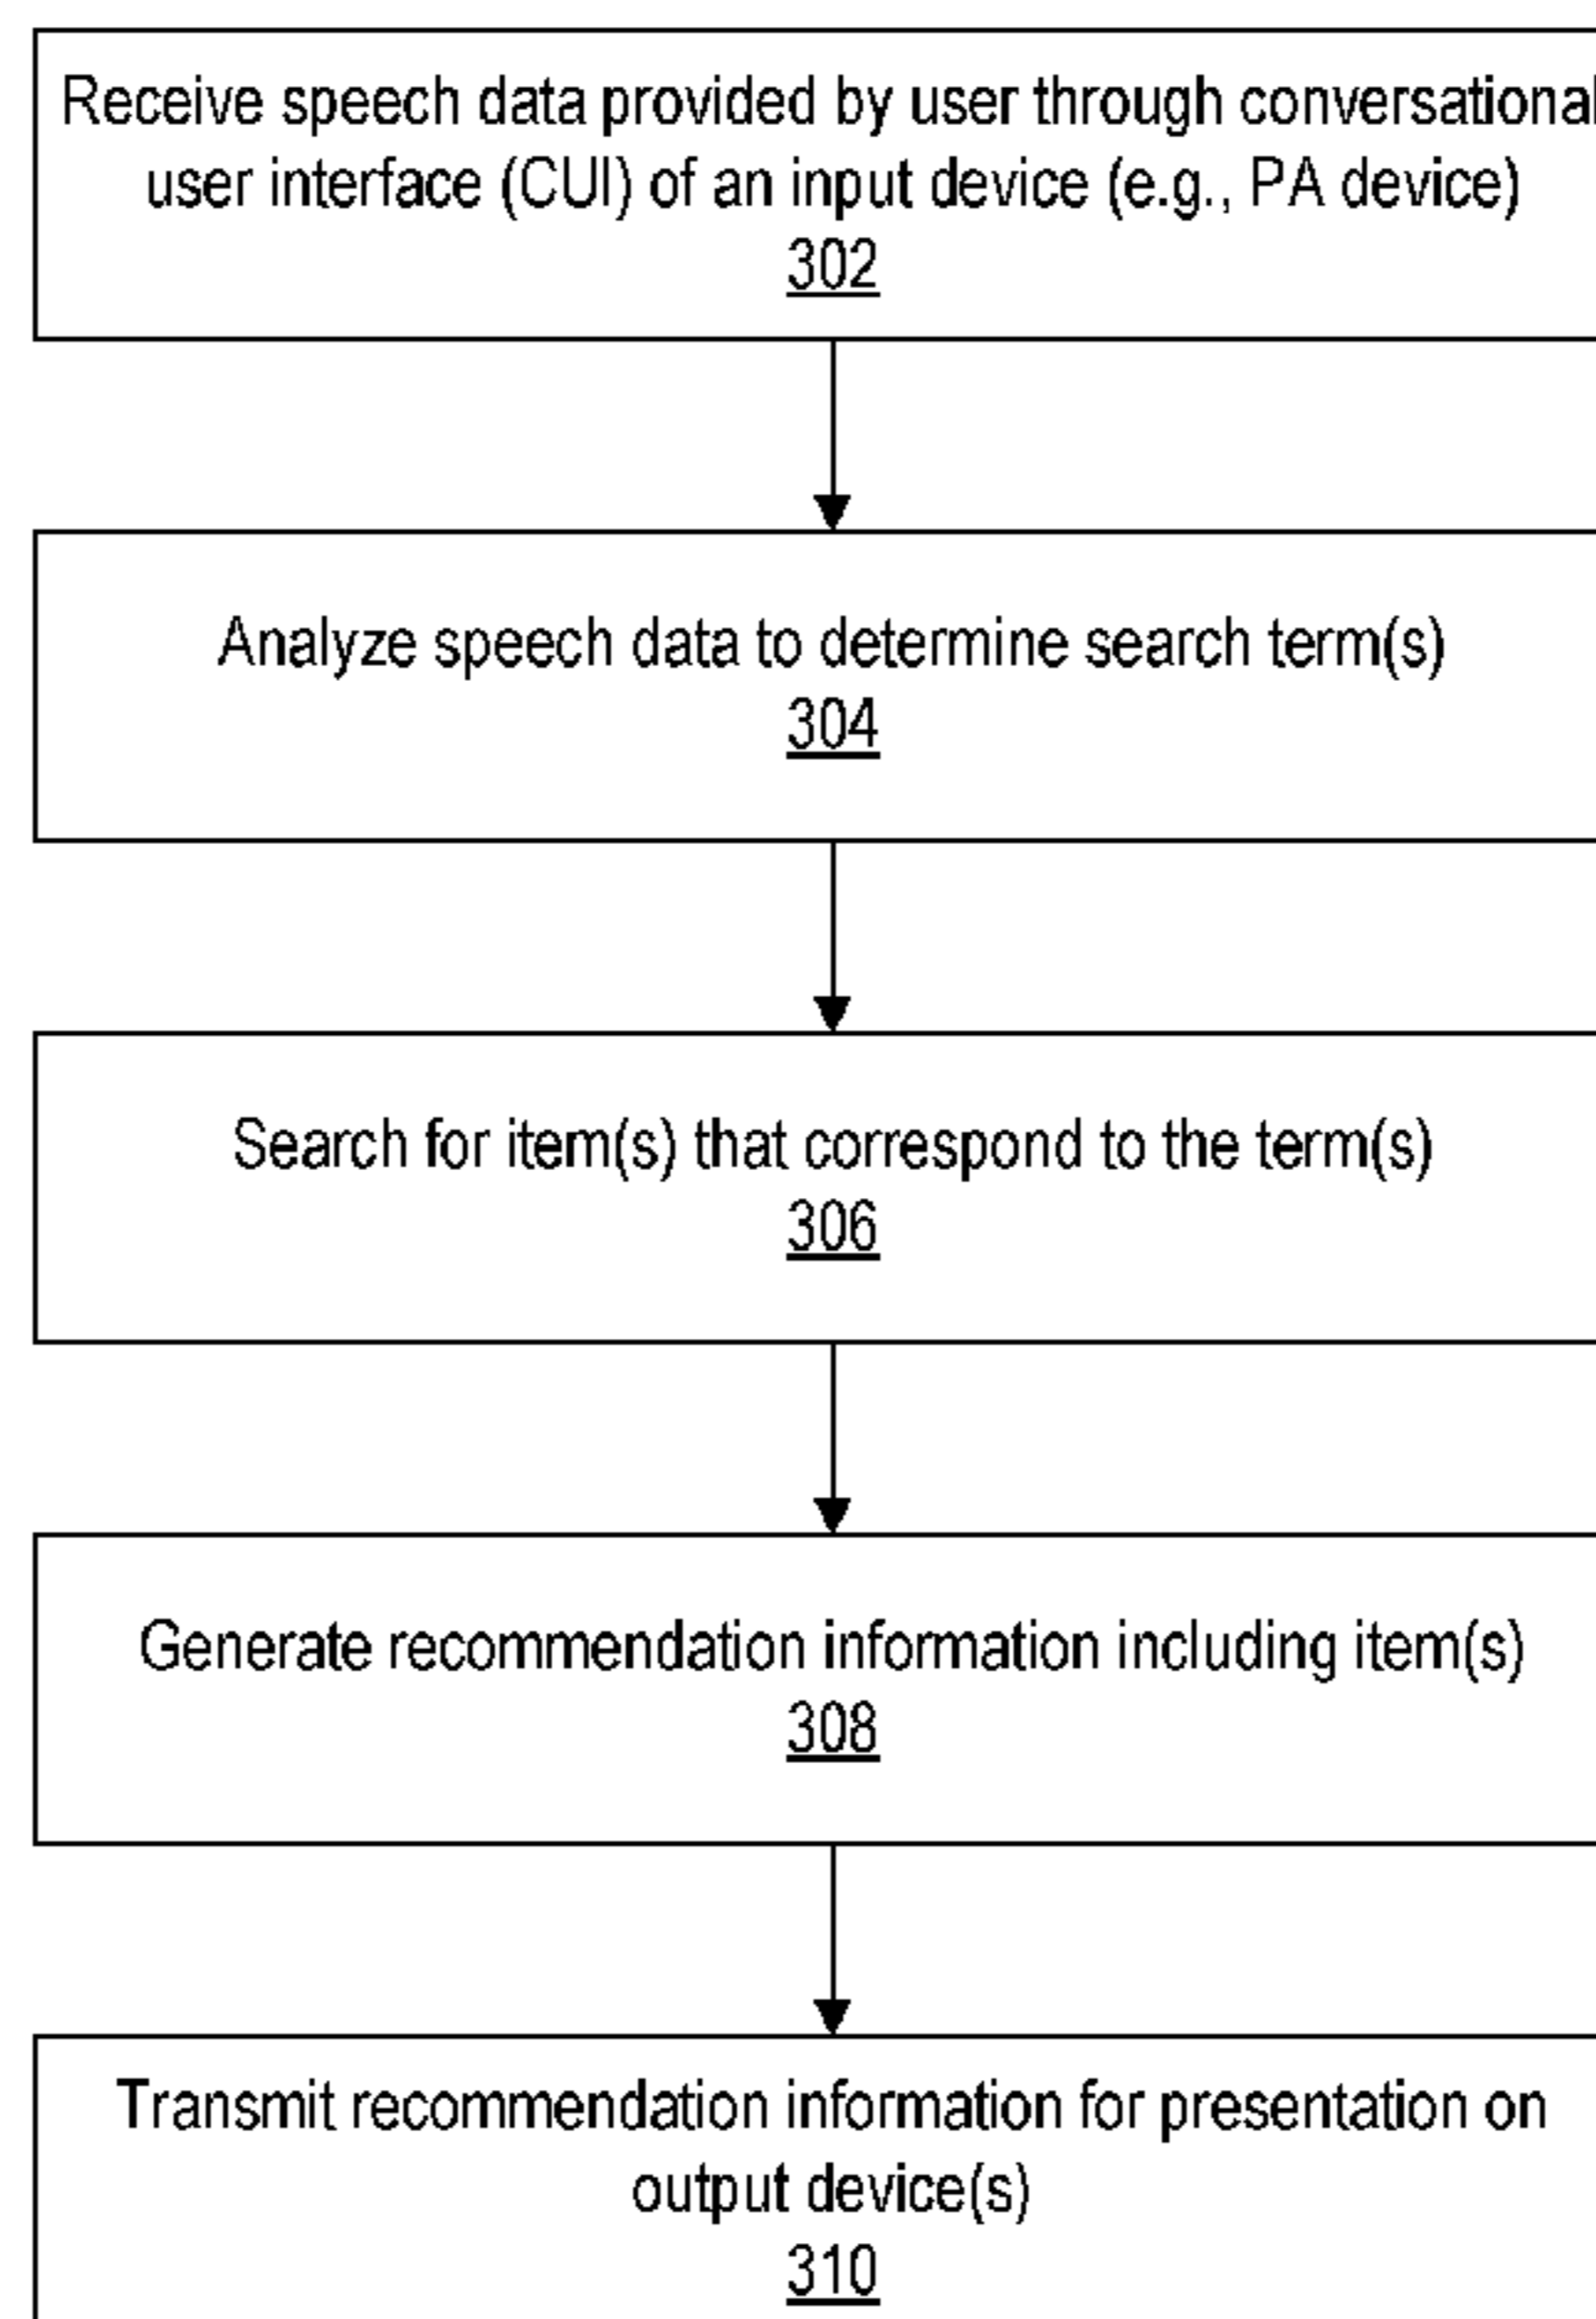 Receive speech data provided by user through conversational
user interface (CUI) of an input device (e.g., PA device)
302
Analyze speech data to determine search term(s)
304
Search for item(s) that correspond to the term(s)
306
Generate recommendation information including item(s)
308
Transmit recommendation information for presentation on
output device(s)
310